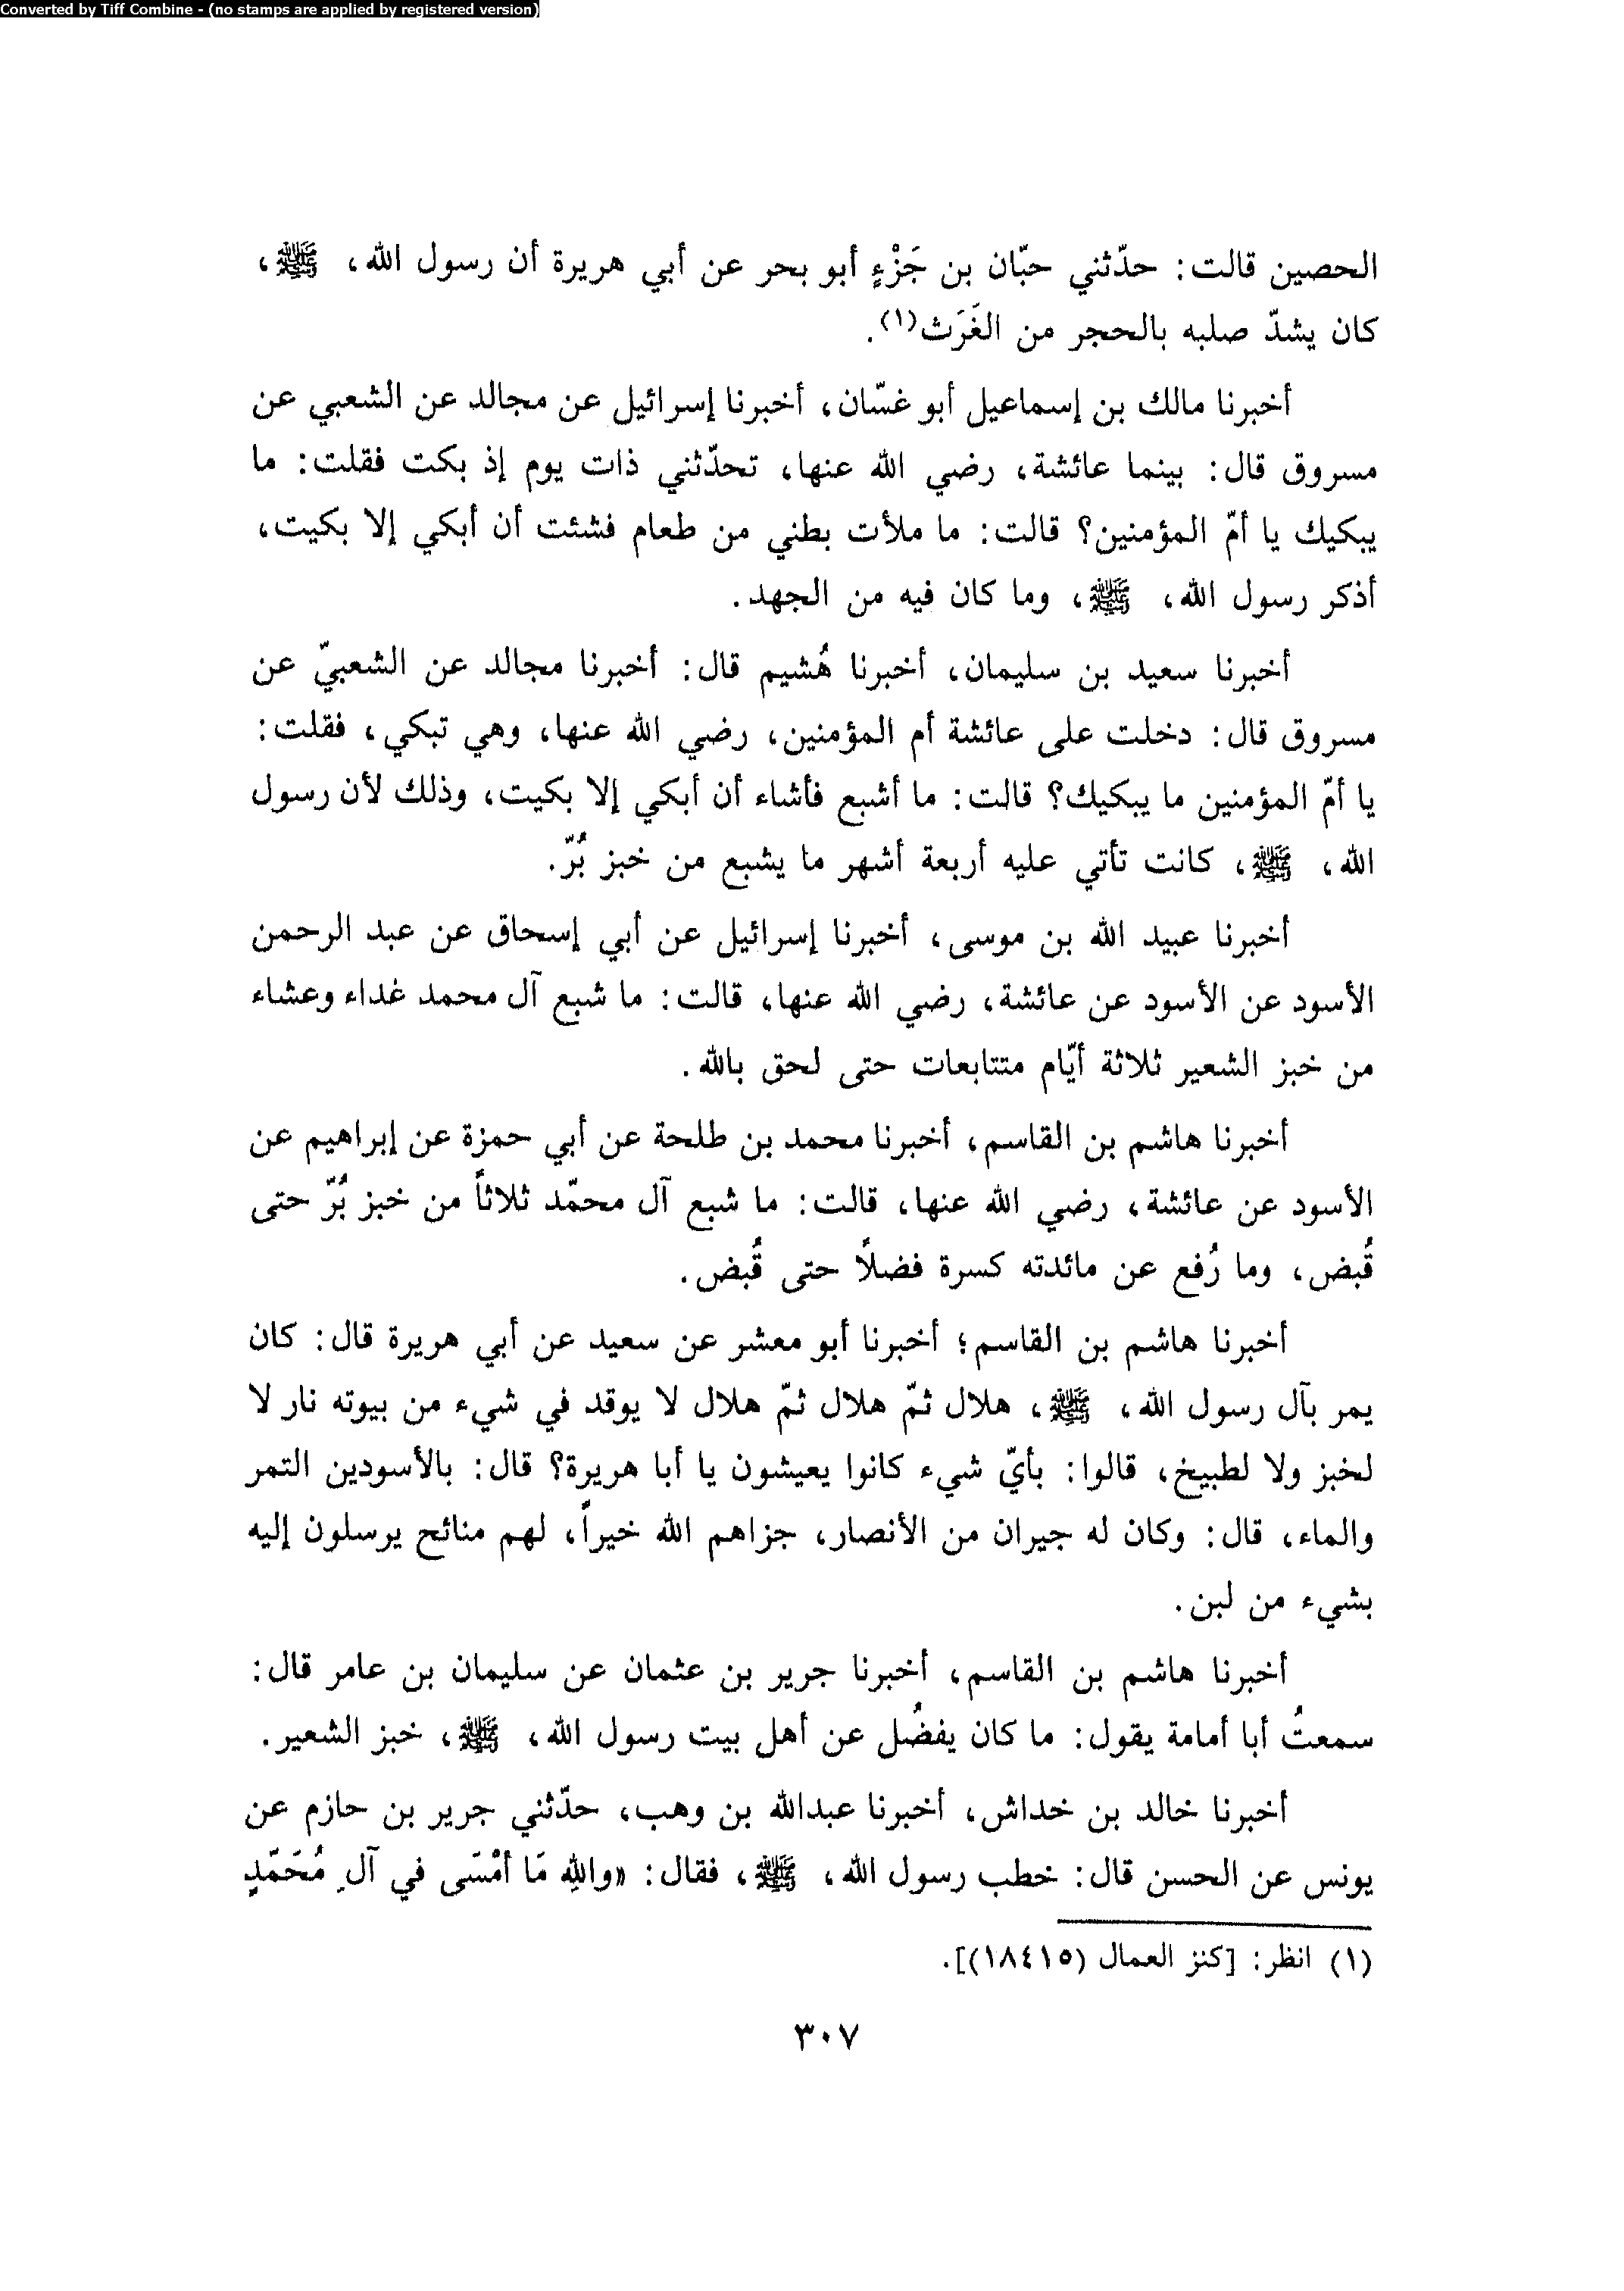 Converted by Tiff Combine - (no stamps are applied by registered version)
الحصين قالت: حدّثني حبّان بن جَزْءٍ أبو بحر عن أبي هريرة أن رسول الله، ﷺ،
كان يشدّ صلبه بالحجر من الغَرَث(١).
أخبرنا مالك بن إسماعيل أبو غسّان، أخبرنا إسرائيل عن مجالد عن الشعبي عن
مسروق قال: بينما عائشة، رضي الله عنها، تحدّثني ذات يوم إذ بكت فقلت: ما
يبكيك يا أمّ المؤمنين؟ قالت: ما ملأت بطني من طعام فشئت أن أبكي إلا بكيت،
أذكر رسول الله، ﷺ، وما كان فيه من الجهد.
أخبرنا سعيد بن سليمان، أخبرنا هُشيم قال: أخبرنا مجالد عن الشعبيّ عن
مسروق قال: دخلت على عائشة أم المؤمنين، رضي الله عنها، وهي تبكي، فقلت:
يا أمّ المؤمنين ما يبكيك؟ قالت: ما أشبع فأشاء أن أبكي إلا بكيت، وذلك لأن رسول
الله، ﷺ، كانت تأتي عليه أربعة أشهر ما يشبع من خبز بُرّ.
أخبرنا عبيد الله بن موسى، أخبرنا إسرائيل عن أبي إسحاق عن عبد الرحمن
الأسود عن الأسود عن عائشة، رضي الله عنها، قالت: ما شبع آل محمد غداء وعشاء
من خبز الشعير ثلاثة أيّام متتابعات حتى لحق بالله.
أخبرنا هاشم بن القاسم، أخبرنا محمد بن طلحة عن أبي حمزة عن إبراهيم عن
الأسود عن عائشة، رضي الله عنها، قالت: ما شبع آل محمّد ثلاثاً من خبز بُرّ حتى
قُبض، وما رُفع عن مائدته كسرة فضلاً حتى قُبض.
أخبرنا هاشم بن القاسم؛ أخبرنا أبو معشر عن سعيد عن أبي هريرة قال: كان
يمر بآل رسول الله، ﷺ، هلال ثمّ هلال ثمّ هلال لا يوقد في شيء من بيوته نار لا
لخبز ولا لطبيخ، قالوا: بأيّ شيء كانوا يعيشون يا أبا هريرة؟ قال: بالأسودين التمر
والماء، قال: وكان له جيران من الأنصار، جزاهم الله خيراً، لهم منائح يرسلون إليه
بشيء من لبن.
أخبرنا هاشم بن القاسم، أخبرنا جرير بن عثمان عن سليمان بن عامر قال:
سمعتُ أبا أمامة يقول: ما كان يفضُل عن أهل بيت رسول الله، ﷺ، خبز الشعير.
أخبرنا خالد بن خداش، أخبرنا عبدالله بن وهب، حدّثني جرير بن حازم عن
يونس عن الحسن قال: خطب رسول الله، ﷺ، فقال: «واللهِ مَا أمْسَى في آلِ مُحَمّدٍ
(١) انظر: [كنز العمال (١٨٤١٥)].
٣٠٧